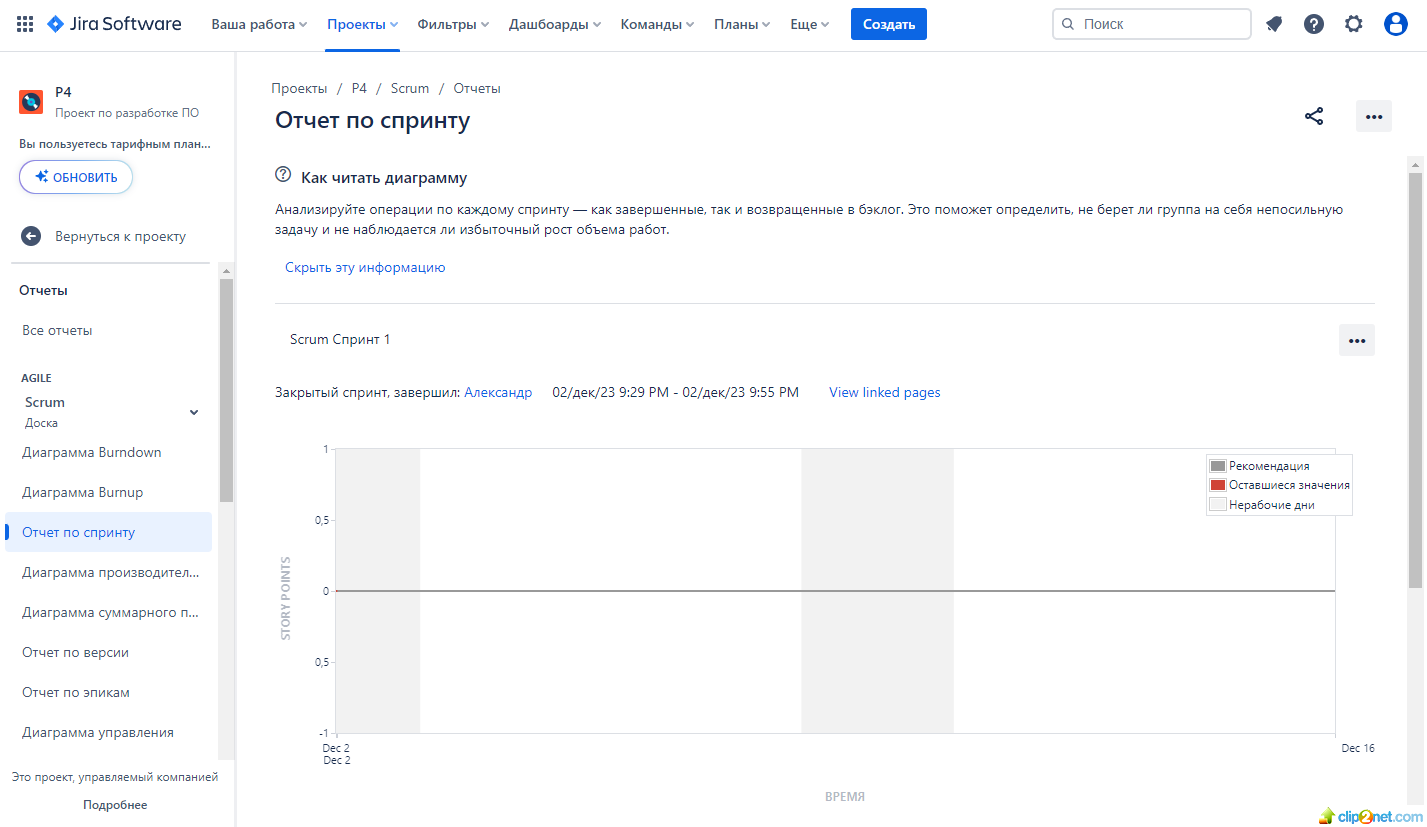 Jira Software Ваша работа Проекты Фильтры Дашборды Команды Планы Еще Создать Поиск
P4
Проект по разработке ПО
Вы пользуетесь тарифным план...
ОБНОВИТЬ
Вернуться к проекту
Отчеты
Все отчеты
AGILE
Scrum
Доска
Диаграмма Burndown
Диаграмма Burnup
Отчет по спринту
Диаграмма производител...
Диаграмма суммарного п...
Отчет по версии
Отчет по эпикам
Диаграмма управления
Это проект, управляемый компанией
Подробнее
Проекты / P4 / Scrum / Отчеты
Отчет по спринту
Как читать диаграмму
Анализируйте операции по каждому спринту — как завершенные, так и возвращенные в бэклог. Это поможет определить, не берет ли группа на себя непосильную
задачу и не наблюдается ли избыточный рост объема работ.
Скрыть эту информацию
Scrum Спринт 1
Закрытый спринт, завершил: Александр 02/дек/23 9:29 PM - 02/дек/23 9:55 PM View linked pages
STORY POINTS
1
0,5
0
0,5
-1
Рекомендация
Оставшиеся значения
Нерабочие дни
Dec 2
Dec 2
Dec 16
ВРЕМЯ
clip2net.com